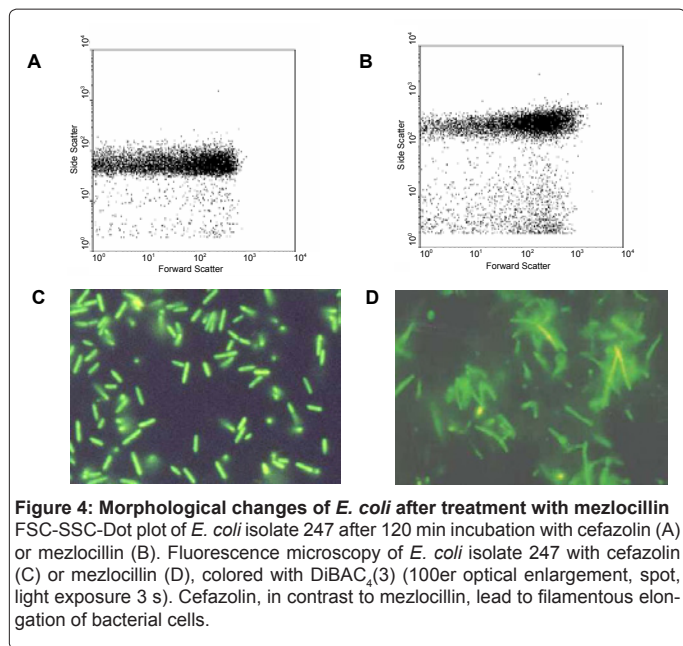 A
B
10⁴
10³
10²
10¹
10⁰
Side Scatter
10⁰ 10¹ 10² 10³ 10⁴
Forward Scatter
10⁴
10³
10²
10¹
10⁰
Side Scatter
10⁰ 10¹ 10² 10³ 10⁴
Forward Scatter
C
D
Figure 4: Morphological changes of E. coli after treatment with mezlocillin
FSC-SSC-Dot plot of E. coli isolate 247 after 120 min incubation with cefazolin (A)
or mezlocillin (B). Fluorescence microscopy of E. coli isolate 247 with cefazolin
(C) or mezlocillin (D), colored with DiBAC₄(3) (100er optical enlargement, spot,
light exposure 3 s). Cefazolin, in contrast to mezlocillin, lead to filamentous elon-
gation of bacterial cells.